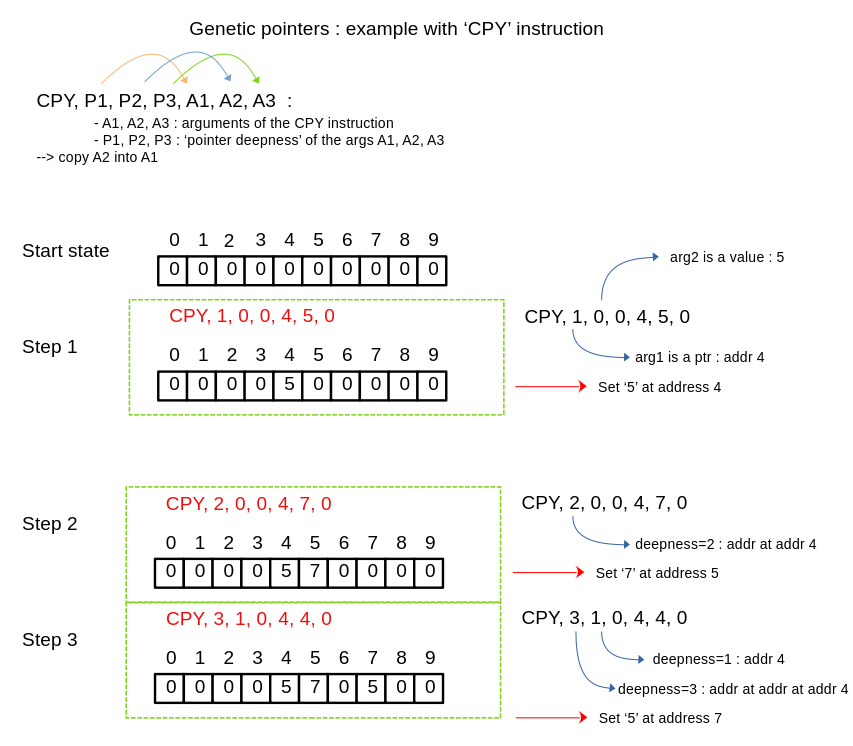 Genetic pointers : example with ‘CPY’ instruction
CPY, P1, P2, P3, A1, A2, A3 :
- A1, A2, A3 : arguments of the CPY instruction
- P1, P2, P3 : ‘pointer deepness’ of the args A1, A2, A3
--> copy A2 into A1
Start state
0 1 2 3 4 5 6 7 8 9
0 0 0 0 0 0 0 0 0 0
arg2 is a value : 5
Step 1
CPY, 1, 0, 0, 4, 5, 0
0 1 2 3 4 5 6 7 8 9
0 0 0 0 5 0 0 0 0 0
CPY, 1, 0, 0, 4, 5, 0
arg1 is a ptr : addr 4
Set ‘5’ at address 4
Step 2
CPY, 2, 0, 0, 4, 7, 0
0 1 2 3 4 5 6 7 8 9
0 0 0 0 5 7 0 0 0 0
CPY, 2, 0, 0, 4, 7, 0
deepness=2 : addr at addr 4
Set ‘7’ at address 5
Step 3
CPY, 3, 1, 0, 4, 4, 0
0 1 2 3 4 5 6 7 8 9
0 0 0 0 5 7 0 5 0 0
CPY, 3, 1, 0, 4, 4, 0
deepness=1 : addr 4
deepness=3 : addr at addr at addr 4
Set ‘5’ at address 7